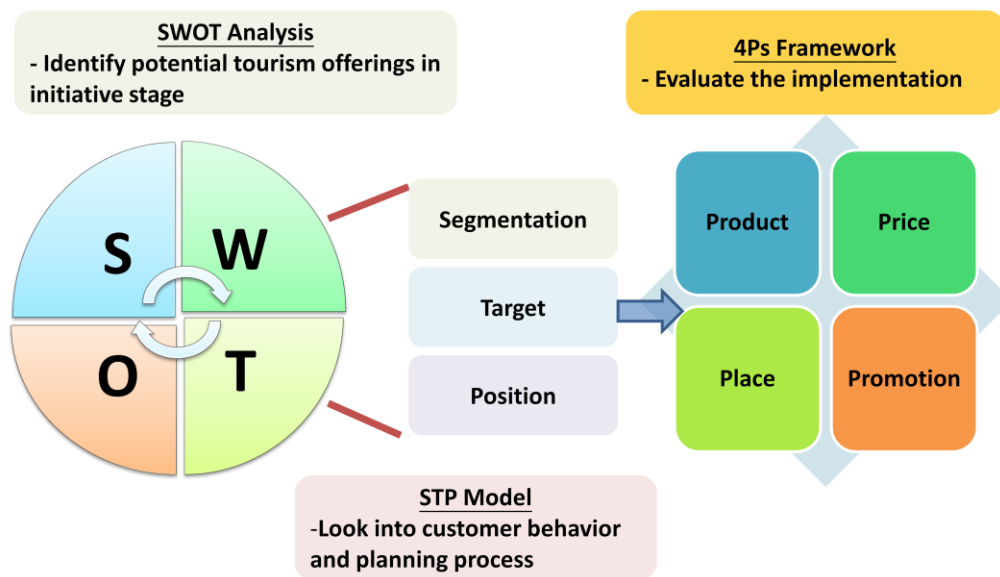 SWOT Analysis
- Identify potential tourism offerings in
initiative stage
4Ps Framework
- Evaluate the implementation
S
W
O
T
Segmentation
Target
Position
Product
Price
Place
Promotion
STP Model
-Look into customer behavior
and planning process